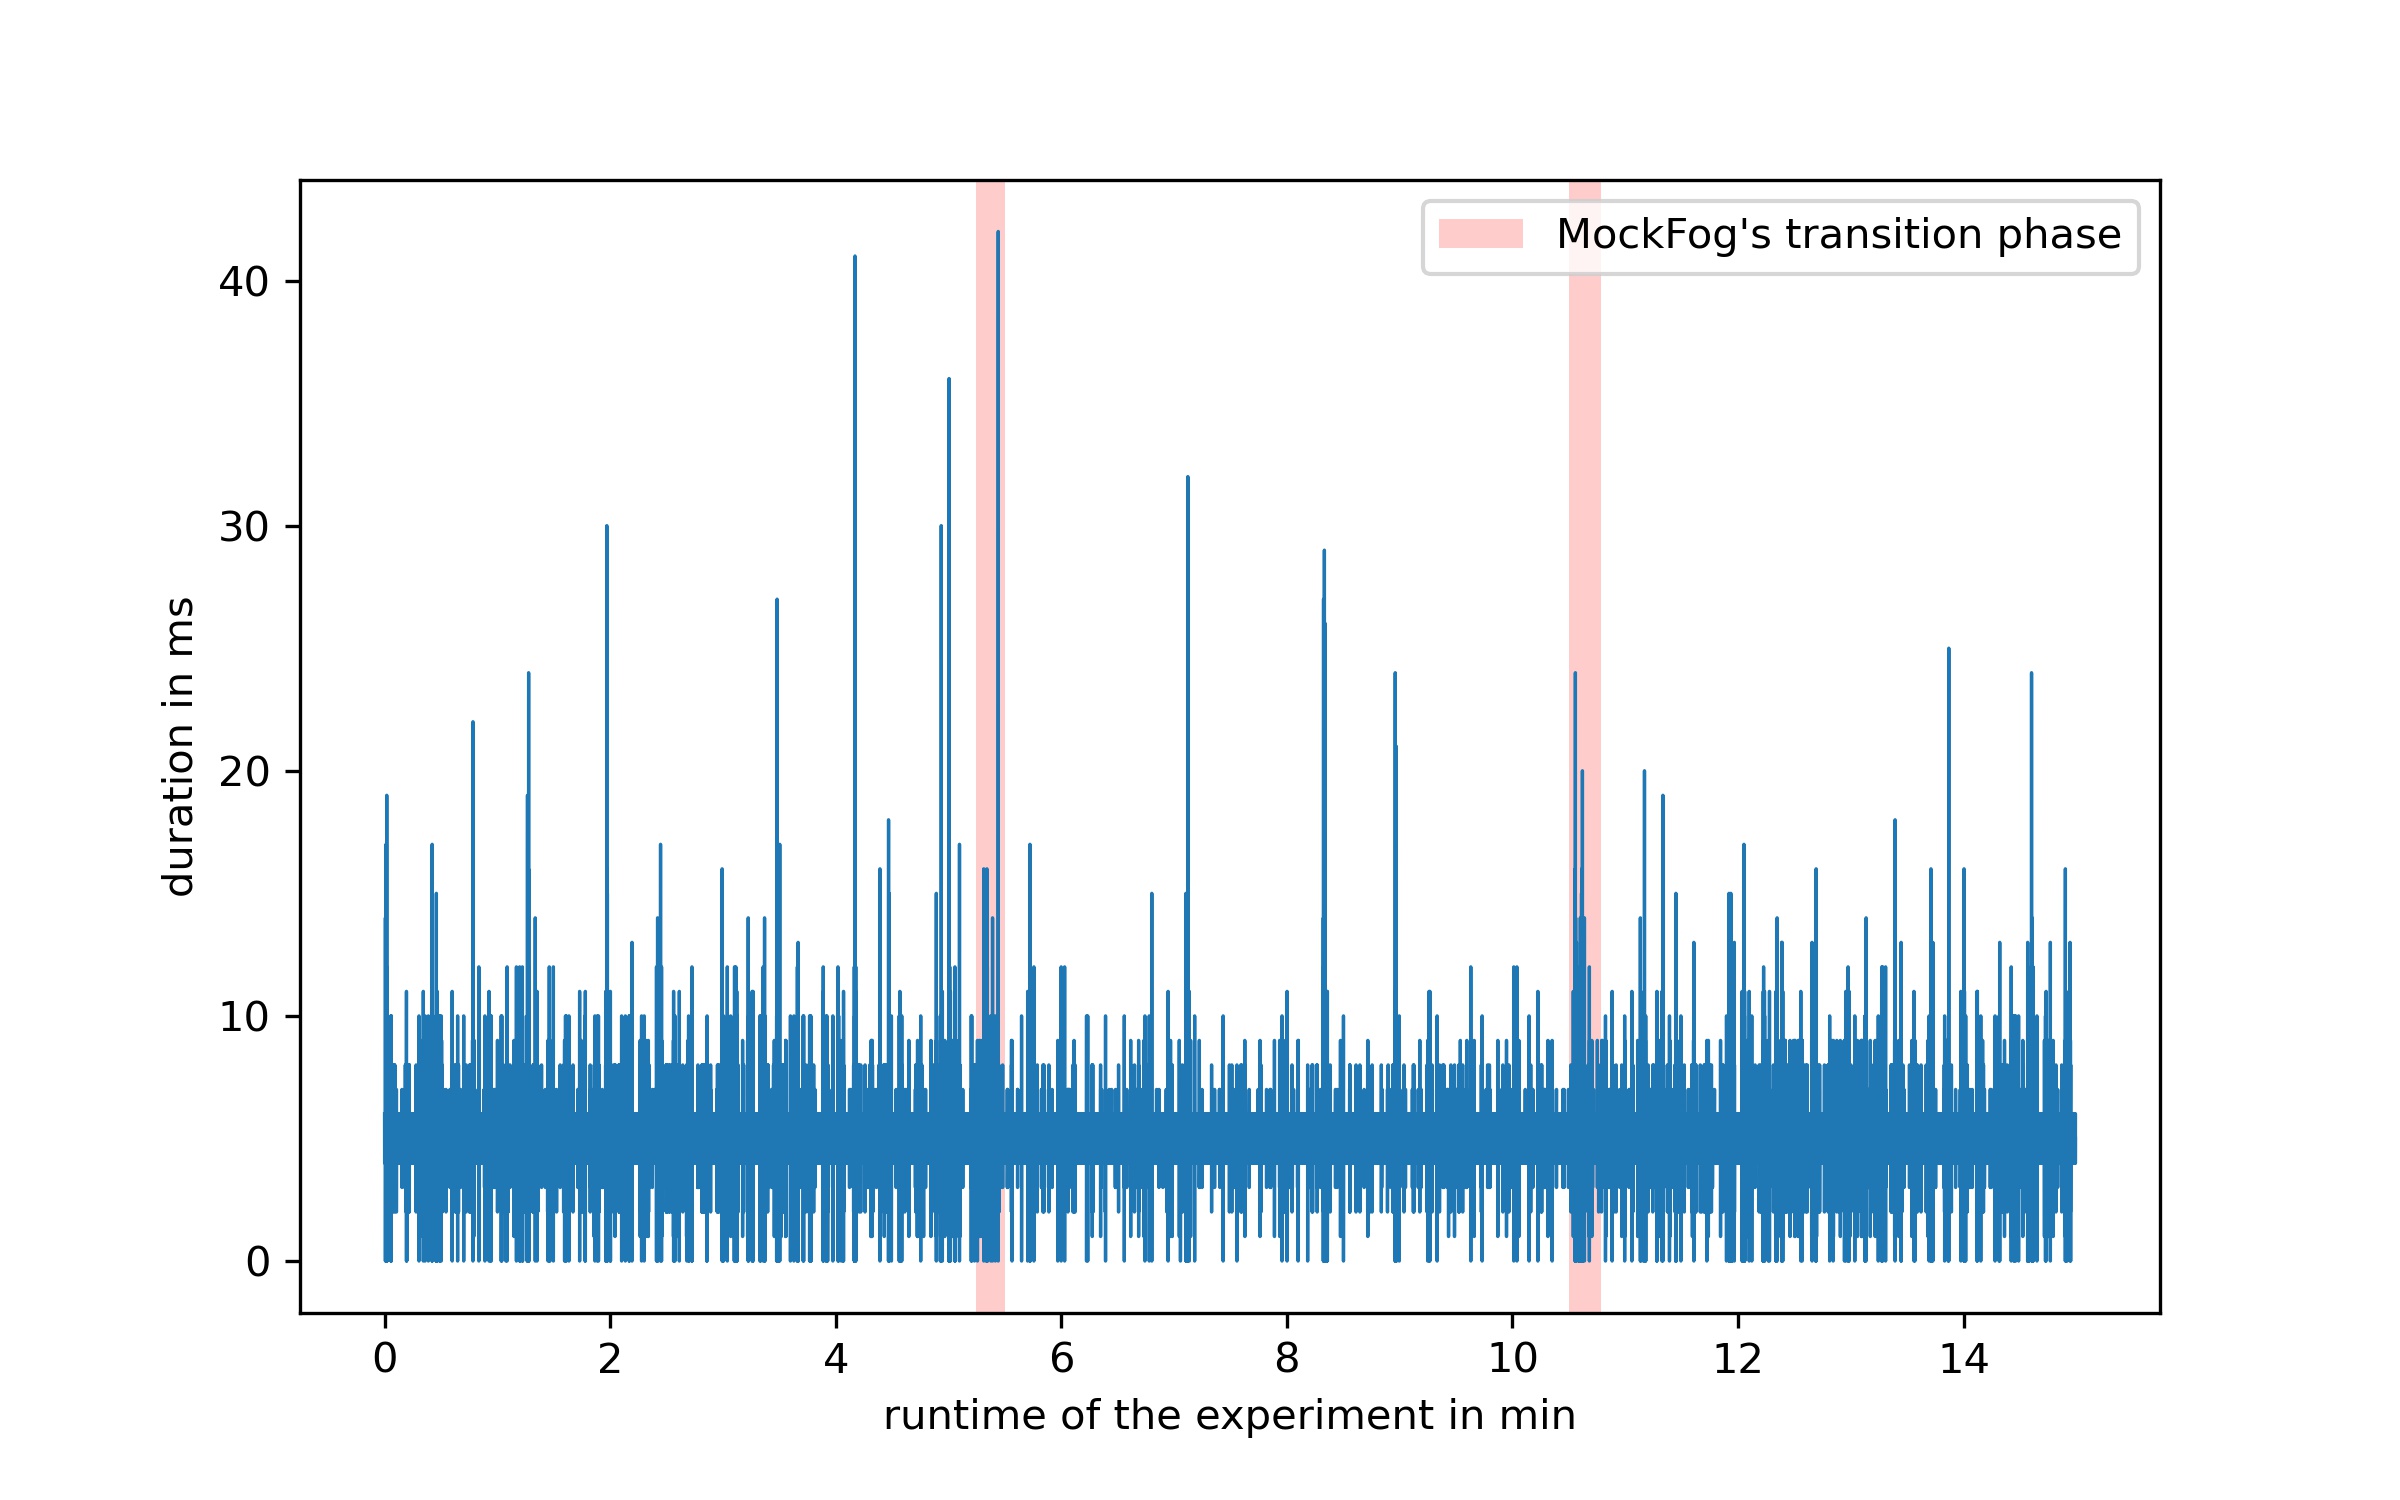 MockFog's transition phase
40
30
20
10
0
duration in ms
0 2 4 6 8 10 12 14
runtime of the experiment in min